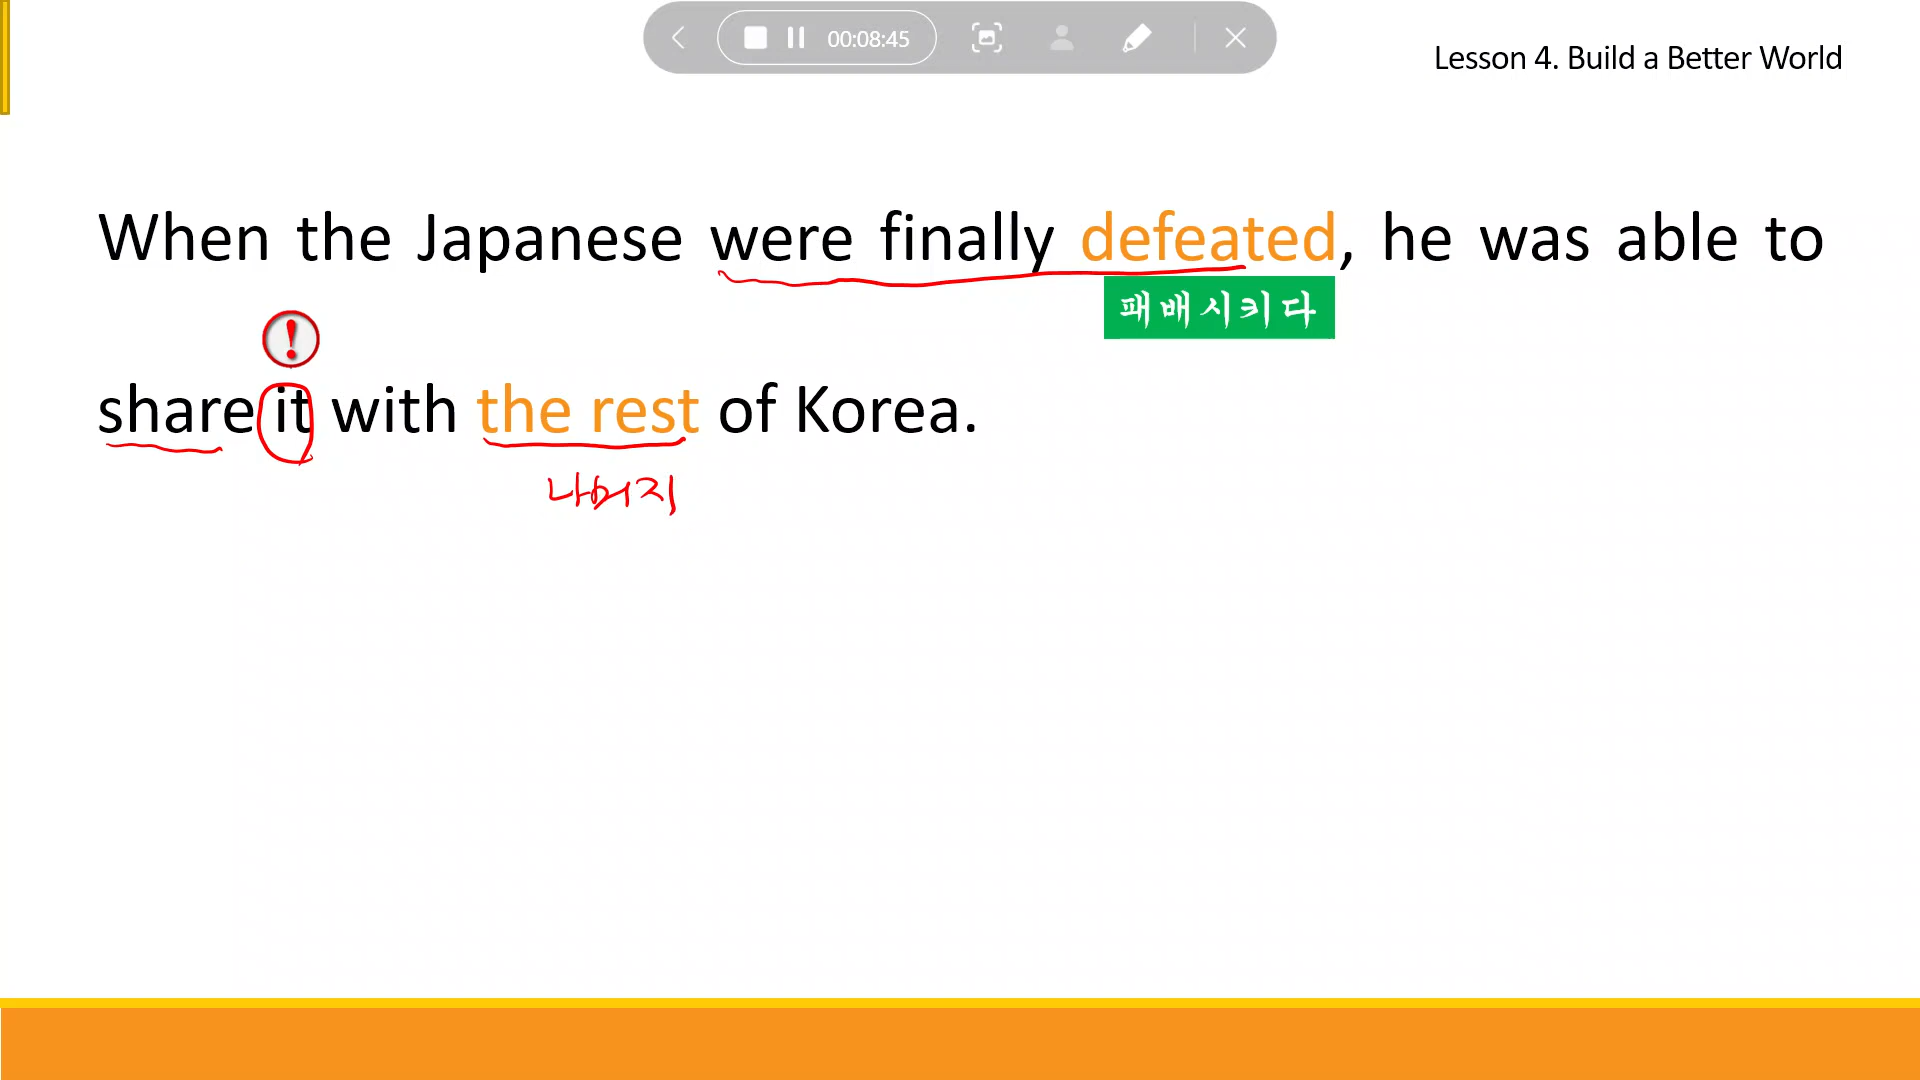 00:08:45
Lesson 4. Build a Better World
When the Japanese were finally defeated, he was able to
패배시키다
!
share it with the rest of Korea.
나머지